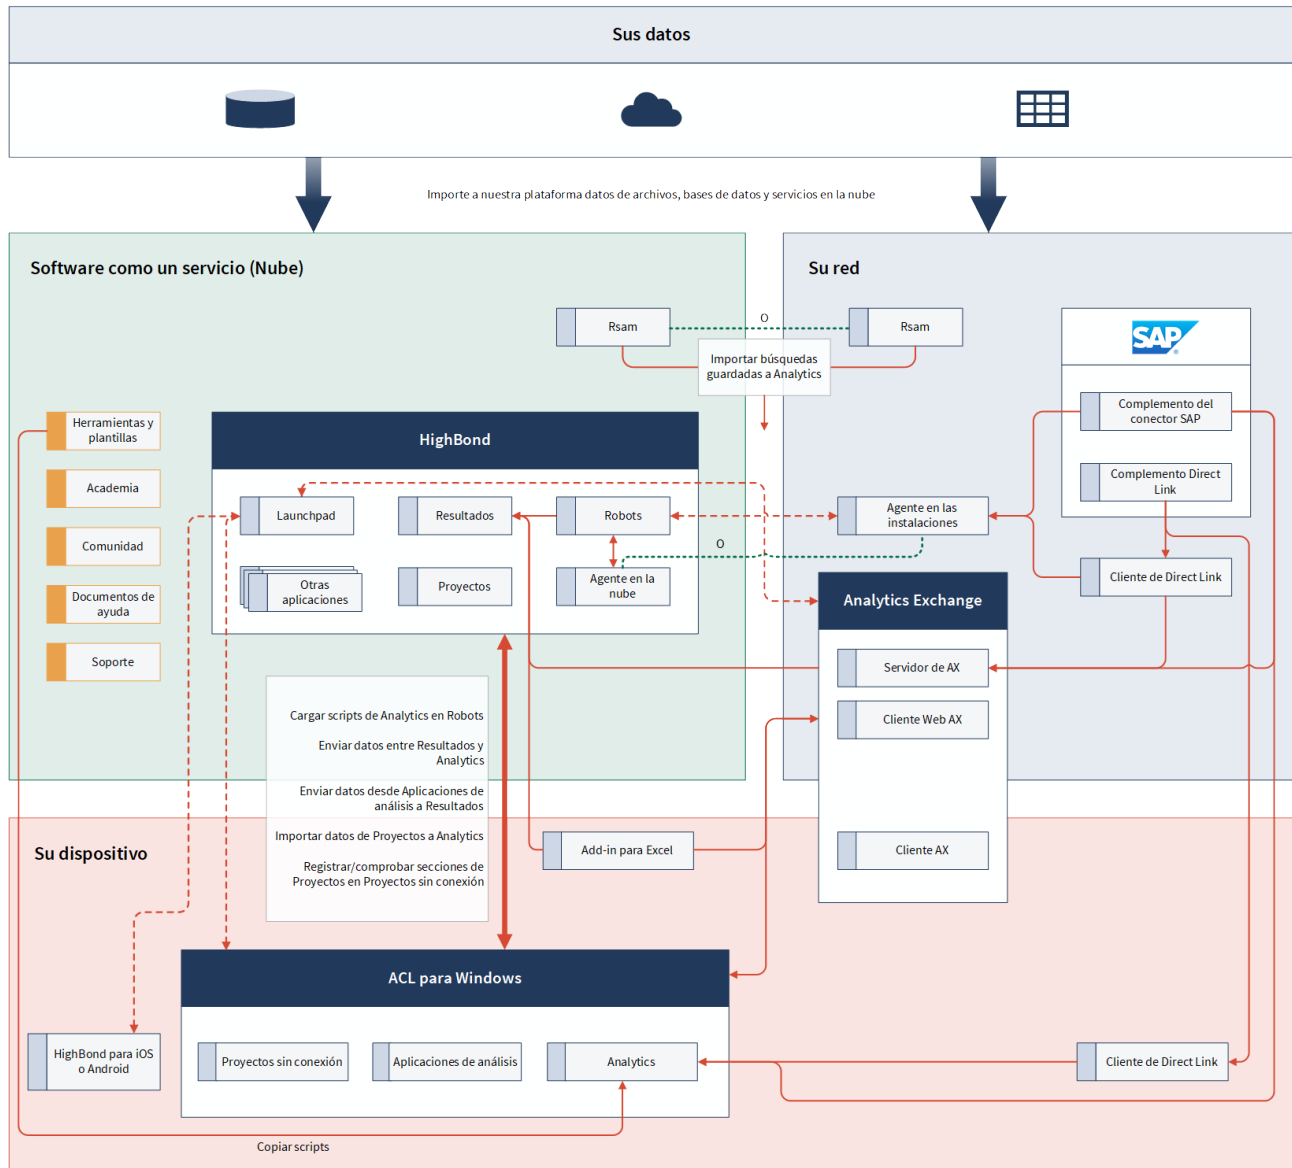 Sus datos
Importe a nuestra plataforma datos de archivos, bases de datos y servicios en la nube
Software como un servicio (Nube)
Su red
Rsam
O
Rsam
SAP
®
Importar búsquedas
guardadas a Analytics
Complemento del
conector SAP
Herramientas y
plantillas
HighBond
Academia
Complemento Direct
Link
Launchpad
Resultados
Robots
Agente en las
instalaciones
Comunidad
O
Otras
aplicaciones
Proyectos
Agente en la
nube
Cliente de Direct Link
Documentos de
ayuda
Analytics Exchange
Soporte
Servidor de AX
Cargar scripts de Analytics en Robots
Cliente Web AX
Enviar datos entre Resultados y
Analytics
Enviar datos desde Aplicaciones de
análisis a Resultados
Importar datos de Proyectos a Analytics
Registrar/comprobar secciones de
Proyectos en Proyectos sin conexión
Su dispositivo
Add-in para Excel
Cliente AX
ACL para Windows
HighBond para iOS
o Android
Proyectos sin conexión
Aplicaciones de análisis
Analytics
Cliente de Direct Link
Copiar scripts